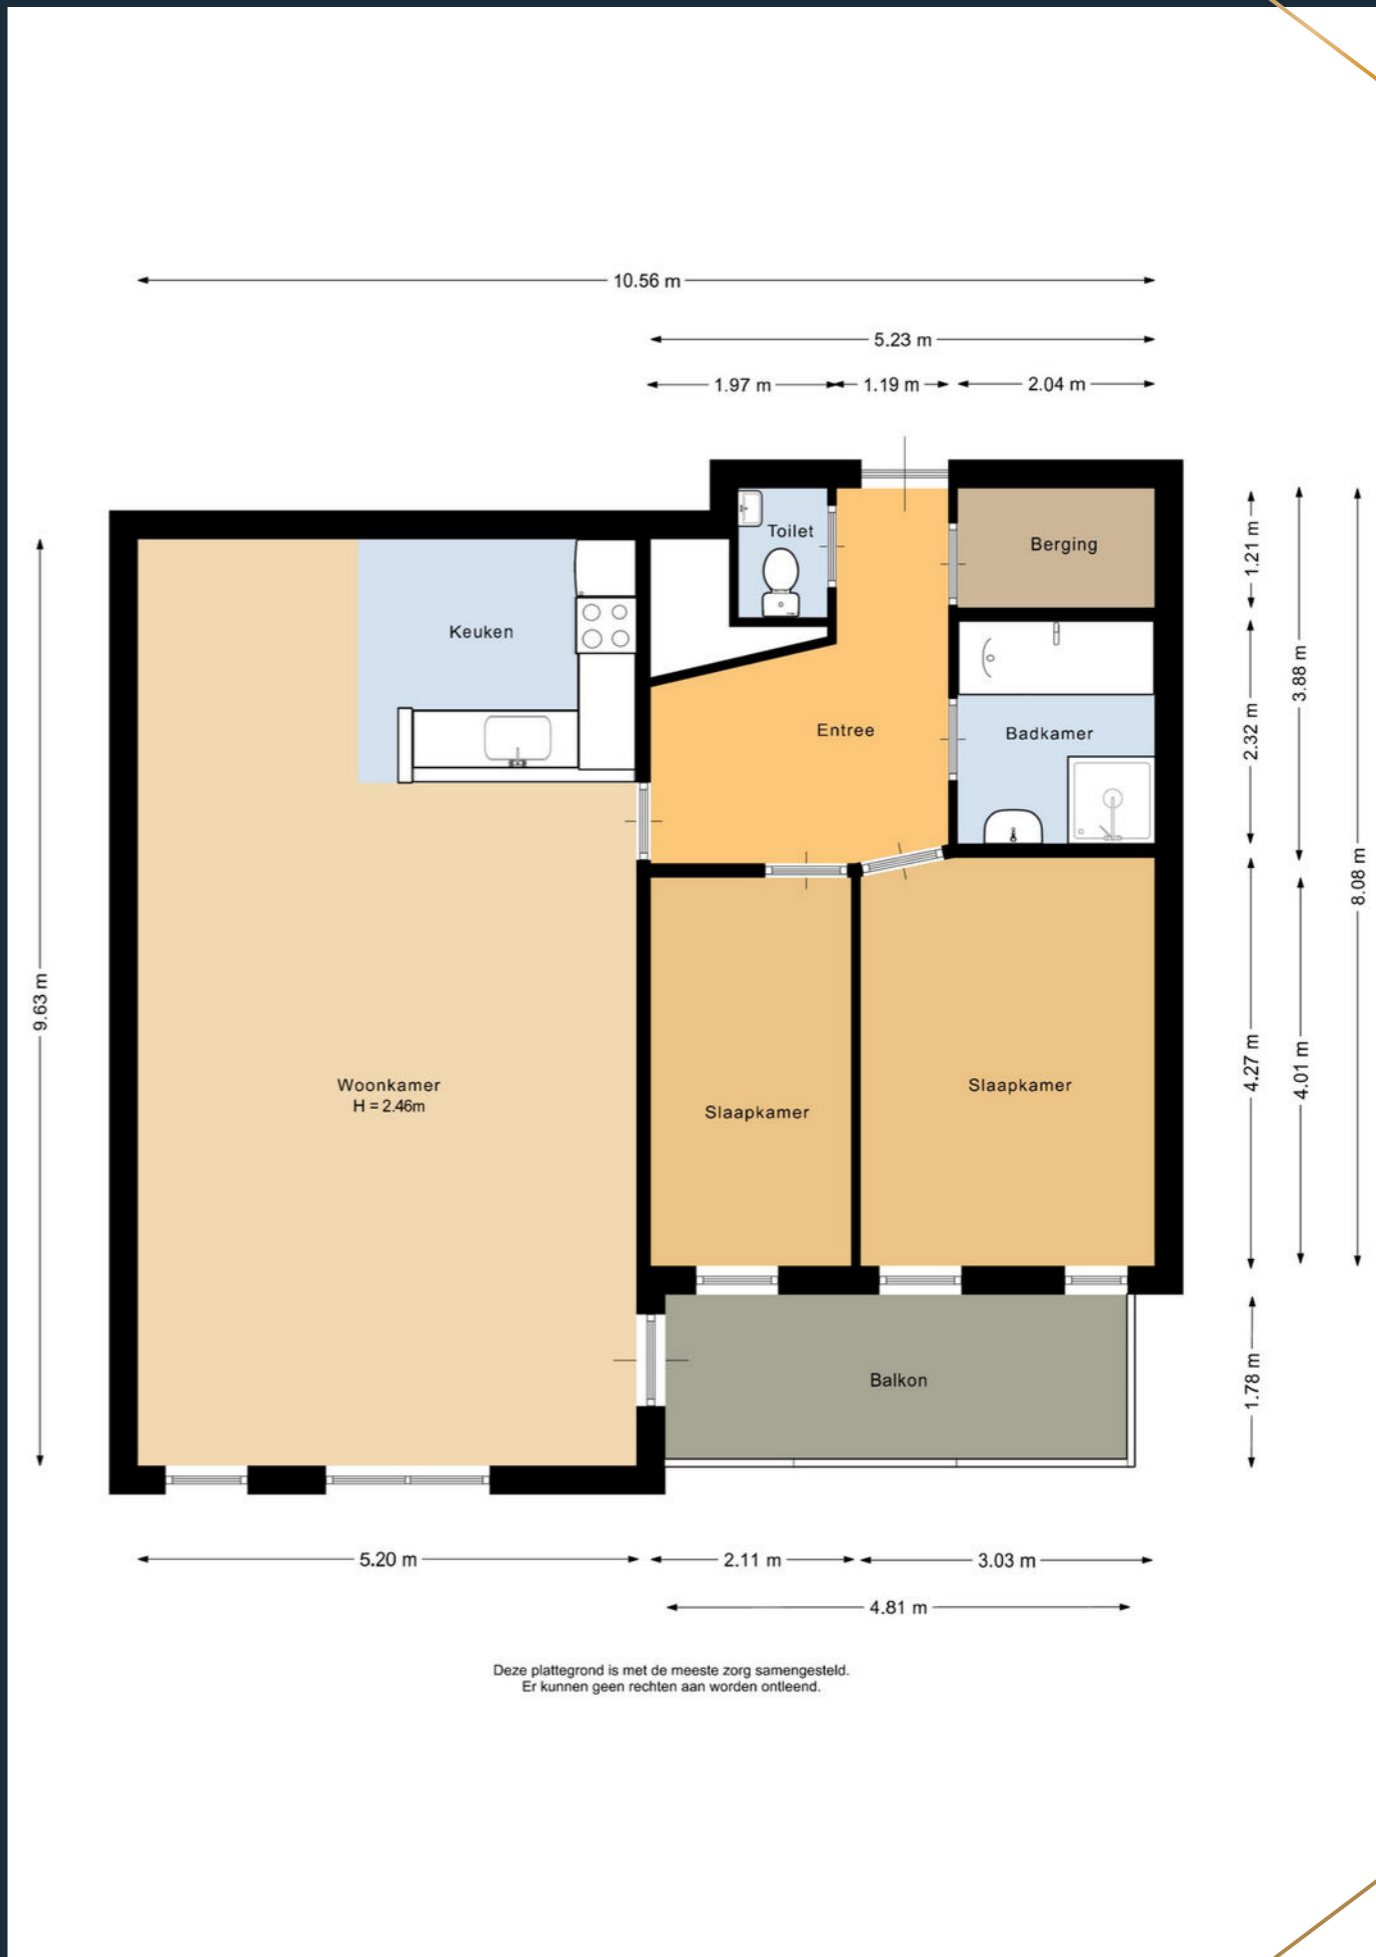 10.56 m
5.23 m
1.97 m
1.19 m
2.04 m
Toilet
Berging
1.21 m
Keuken
3.88 m
Entree
Badkamer
2.32 m
8.08 m
9.63 m
Woonkamer
H = 2.46m
Slaapkamer
Slaapkamer
4.27 m
4.01 m
Balkon
1.78 m
5.20 m
2.11 m
3.03 m
4.81 m
Deze plattegrond is met de meeste zorg samengesteld.
Er kunnen geen rechten aan worden ontleend.